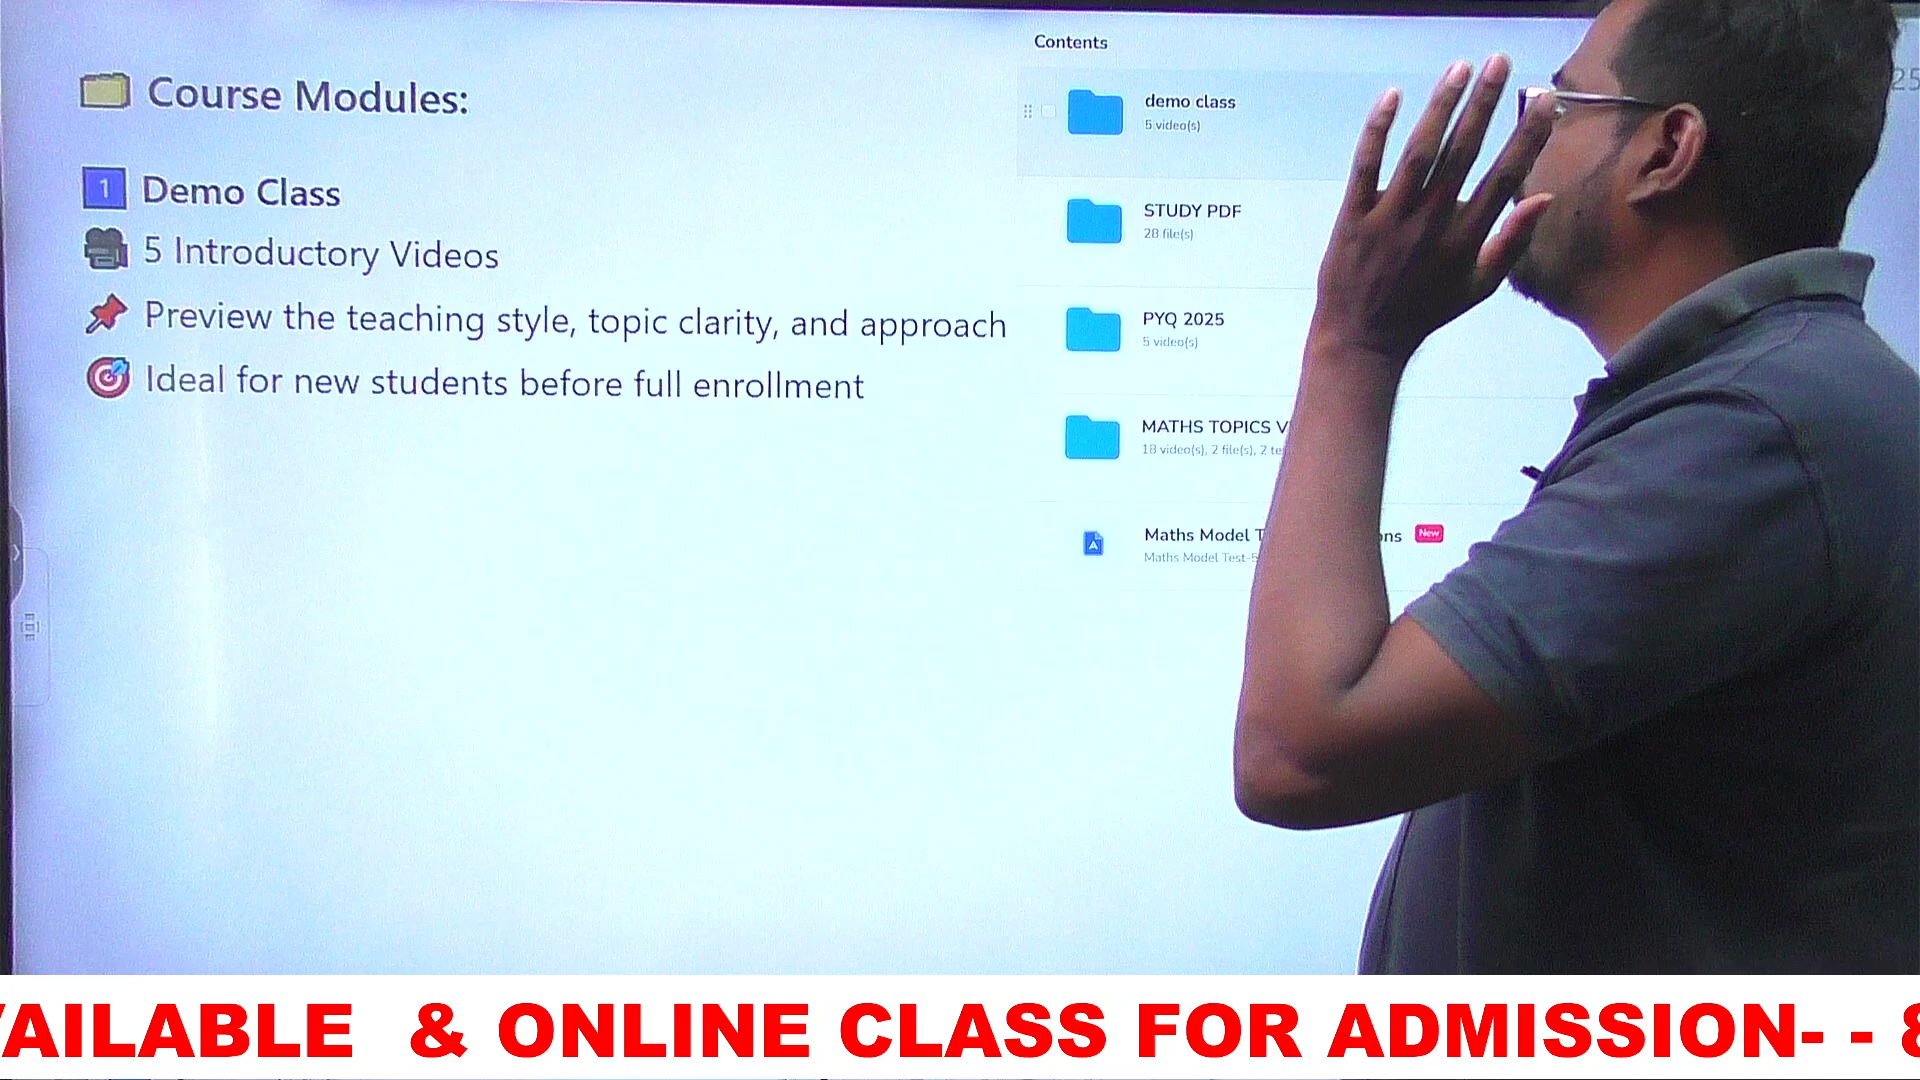 Course Modules:
1 Demo Class
5 Introductory Videos
Preview the teaching style, topic clarity, and approach
Ideal for new students before full enrollment
Contents
demo class
5 video(s)
STUDY PDF
28 file(s)
PYQ 2025
5 video(s)
MATHS TOPICS
18 video(s), 2 file(s), 2
Maths Model
New
Maths Model Test-
25
& ONLINE CLASS FOR ADMISSION- -